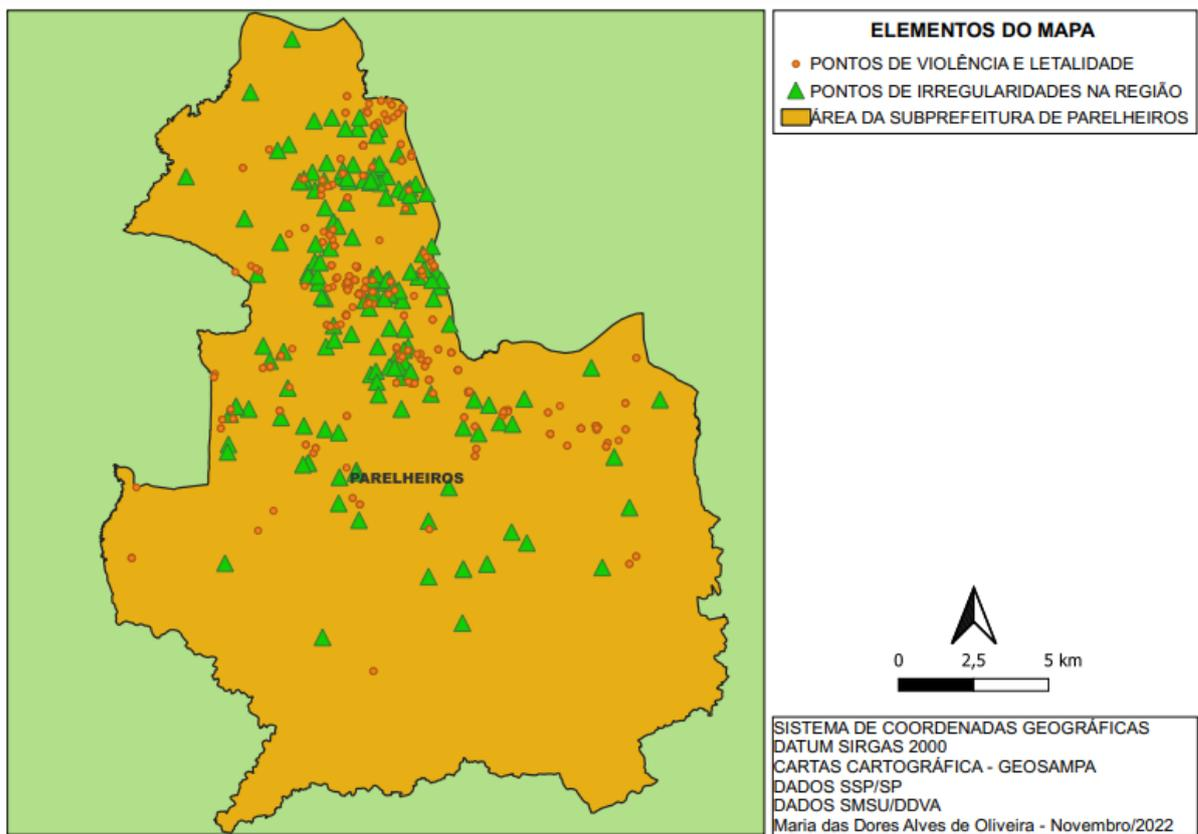 ELEMENTOS DO MAPA
PONTOS DE VIOLÊNCIA E LETALIDADE
PONTOS DE IRREGULARIDADES NA REGIÃO
ÁREA DA SUBPREFEITURA DE PARELHEIROS
PARELHEIROS
0 2,5 5 km
SISTEMA DE COORDENADAS GEOGRÁFICAS
DATUM SIRGAS 2000
CARTAS CARTOGRÁFICA - GEOSAMPA
DADOS SSP/SP
DADOS SMSU/DDVA
Maria das Dores Alves de Oliveira - Novembro/2022